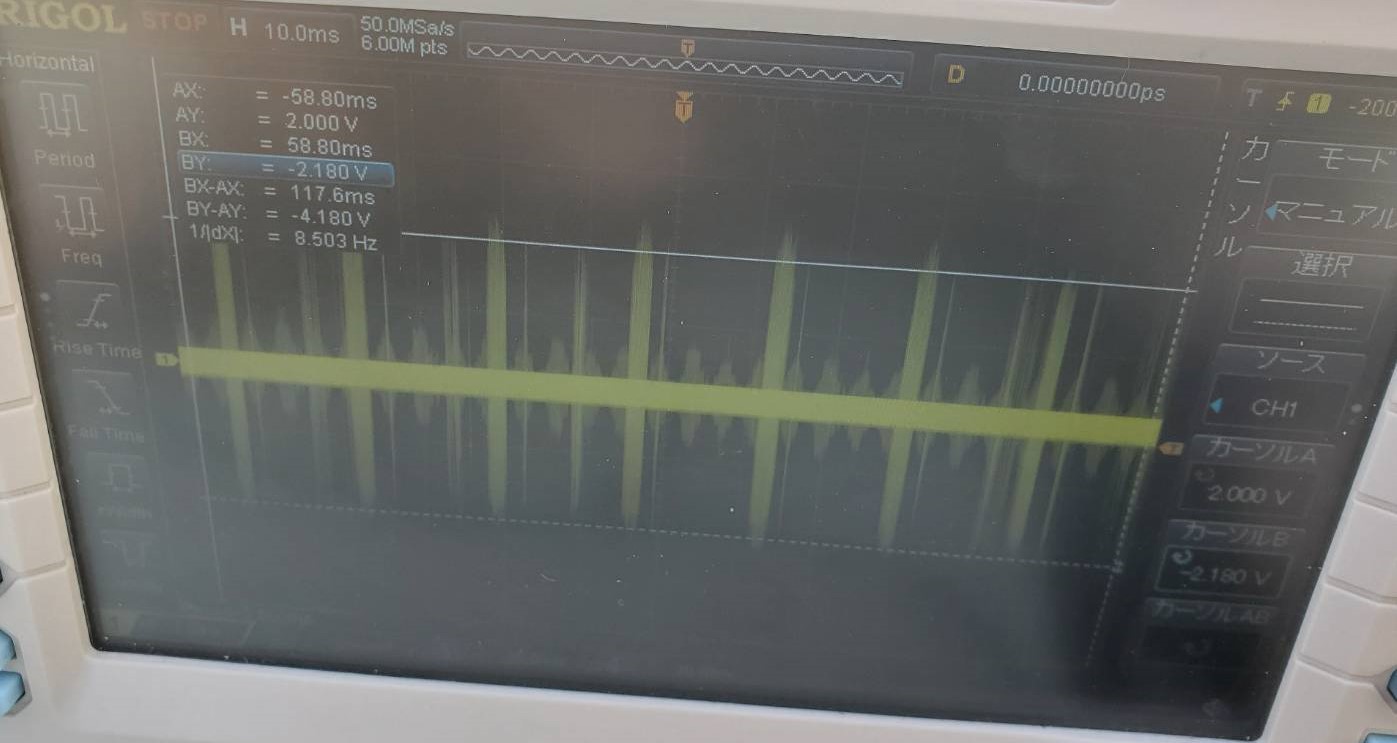 RIGOL STOP H 10.0ms 50.0MSa/s
6.00M pts
T
D 0.00000000ps
T 1 -200
Horizontal
Period
Freq
Rise Time
Fall Time
AX: = -58.80ms
AY: = 2.000 V
BX: = 58.80ms
BY: = -2.180 V
BX-AX: = 117.6ms
BY-AY: = -4.180 V
1/|dX|: = 8.503 Hz
T
1
カーソル
モード
マニュアル
選択
ソース
CH1
カーソルA
2.000 V
カーソルB
-2.180 V
カーソルAB